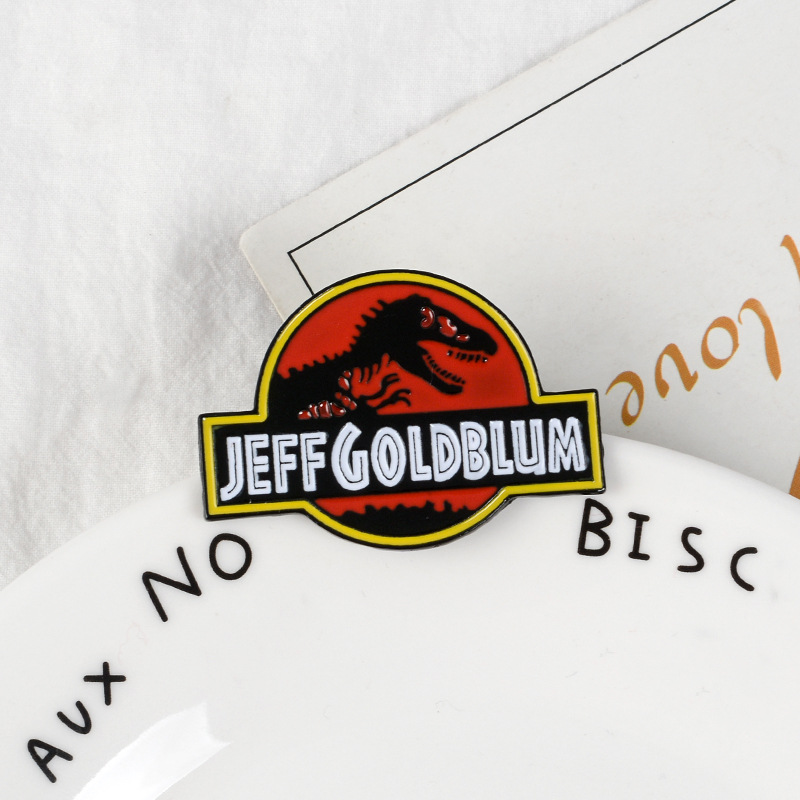 love
JEFF GOLDBLUM
AUX NO BISC